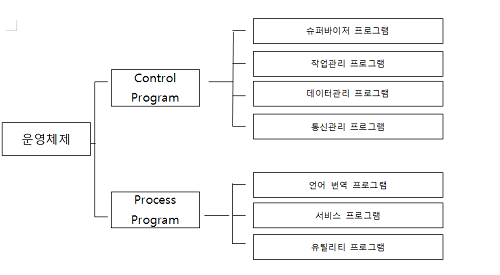 운영체제
Control
Program
슈퍼바이저 프로그램
작업관리 프로그램
데이터관리 프로그램
통신관리 프로그램
Process
Program
언어 번역 프로그램
서비스 프로그램
유틸리티 프로그램